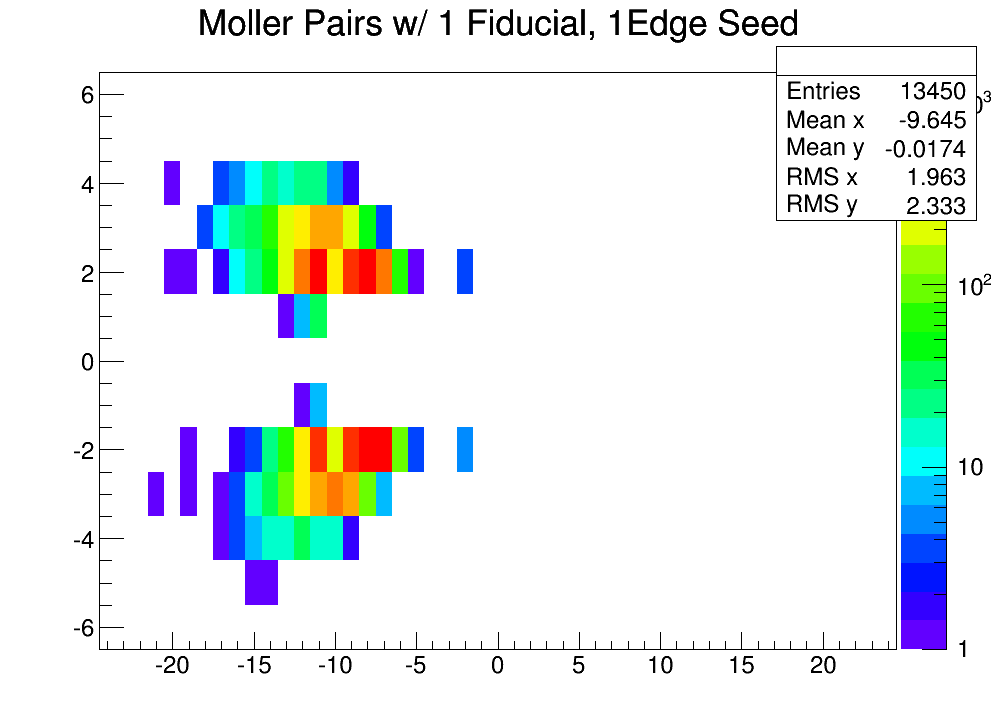 Moller Pairs w/ 1 Fiducial, 1Edge Seed
Entries 13450
Mean x -9.645
Mean y -0.0174
RMS x 1.963
RMS y 2.333
6
4
2
0
-2
-4
-6
-20 -15 -10 -5 0 5 10 15 20
10²
10
1